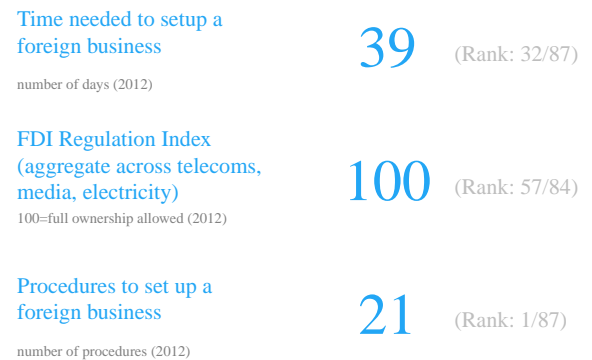 Time needed to setup a
foreign business
39
(Rank: 32/87)
number of days (2012)
FDI Regulation Index
(aggregate across telecoms,
media, electricity)
100
(Rank: 57/84)
100=full ownership allowed (2012)
Procedures to set up a
foreign business
21
(Rank: 1/87)
number of procedures (2012)